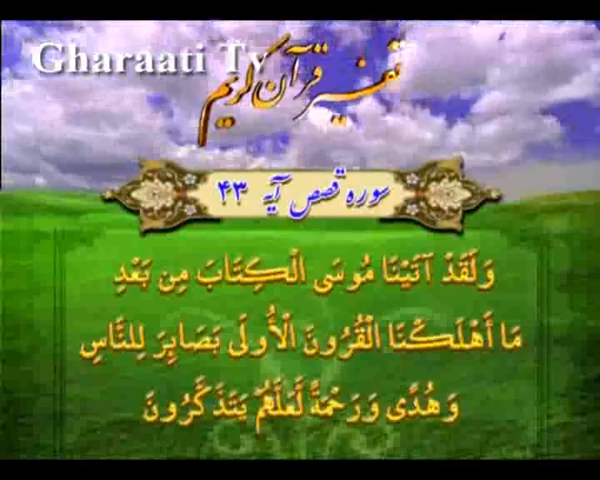 Gharaati Tv
تفسیر قرآن کریم
سوره قصص آیه ۴۳
وَلَقَدْ آتَيْنَا مُوسَى الْكِتَابَ مِن بَعْدِ
مَا أَهْلَكْنَا الْقُرُونَ الْأُولَى بَصَايِرَ لِلنَّاسِ
وَهُدًى وَرَحْمَةً لَعَلَّهُمْ يَتَذَكَّرُونَ